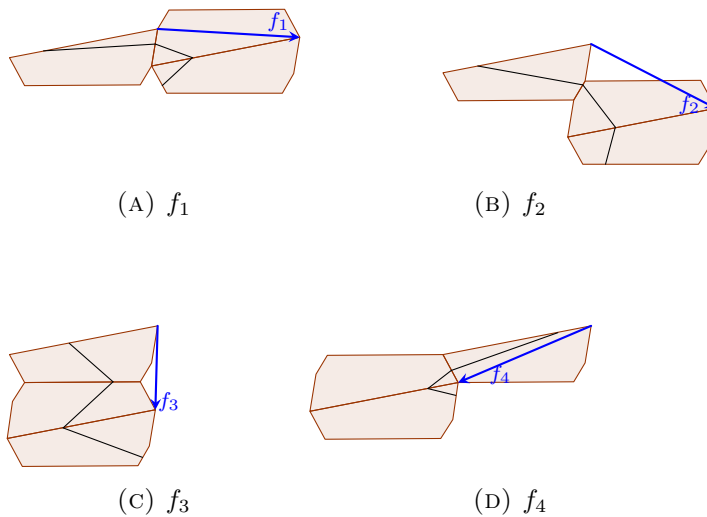 f₁
f₂
(A) f₁
(B) f₂
f₃
f₄
(C) f₃
(D) f₄